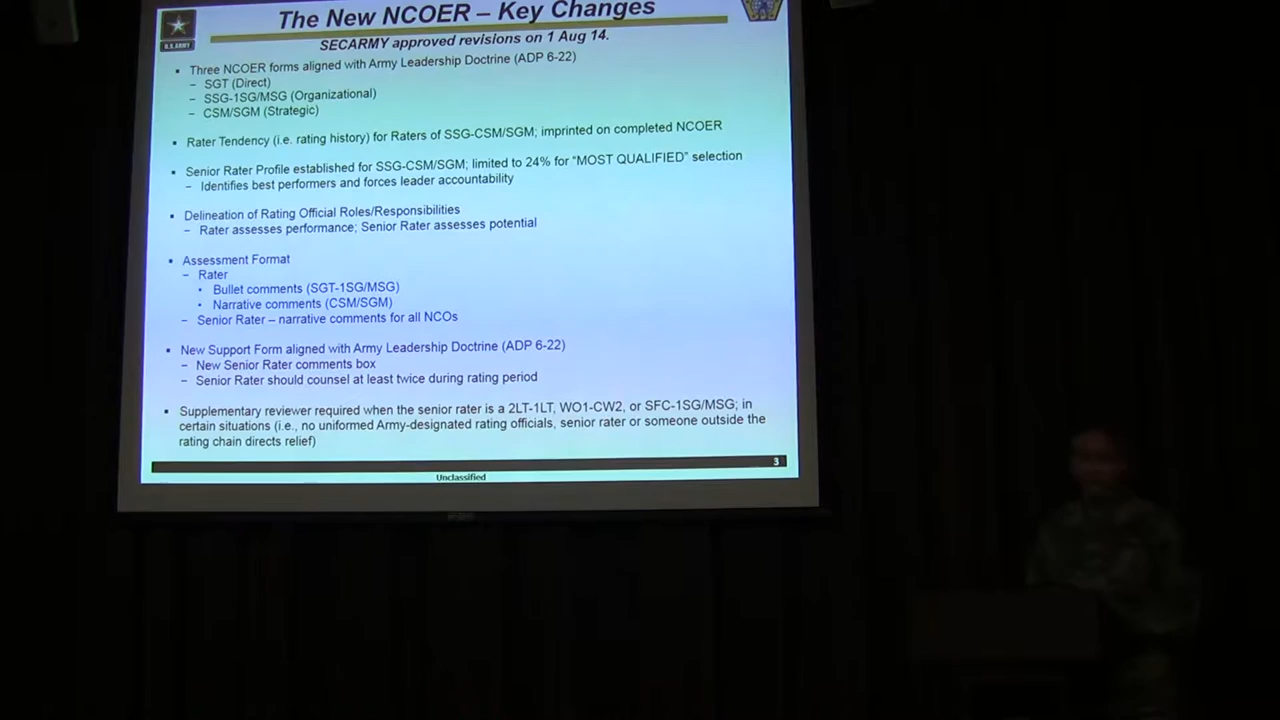 The New NCOER – Key Changes
U.S.ARMY
SECARMY approved revisions on 1 Aug 14.
▪ Three NCOER forms aligned with Army Leadership Doctrine (ADP 6-22)
– SGT (Direct)
– SSG-1SG/MSG (Organizational)
– CSM/SGM (Strategic)
▪ Rater Tendency (i.e. rating history) for Raters of SSG-CSM/SGM; imprinted on completed NCOER
▪ Senior Rater Profile established for SSG-CSM/SGM; limited to 24% for “MOST QUALIFIED” selection
– Identifies best performers and forces leader accountability
▪ Delineation of Rating Official Roles/Responsibilities
– Rater assesses performance; Senior Rater assesses potential
▪ Assessment Format
– Rater
• Bullet comments (SGT-1SG/MSG)
• Narrative comments (CSM/SGM)
– Senior Rater – narrative comments for all NCOs
▪ New Support Form aligned with Army Leadership Doctrine (ADP 6-22)
– New Senior Rater comments box
– Senior Rater should counsel at least twice during rating period
▪ Supplementary reviewer required when the senior rater is a 2LT-1LT, WO1-CW2, or SFC-1SG/MSG; in
certain situations (i.e., no uniformed Army-designated rating officials, senior rater or someone outside the
rating chain directs relief)
3
Unclassified